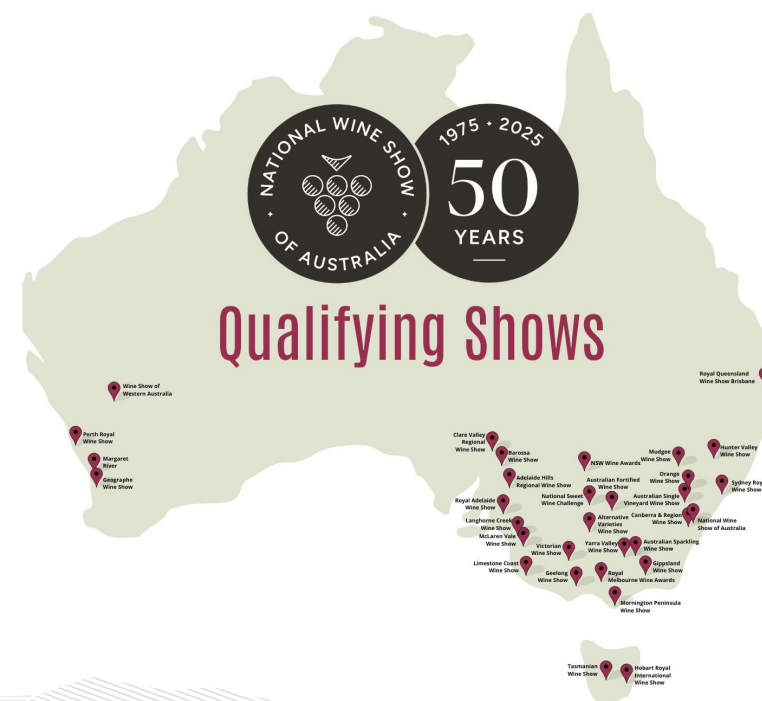 NATIONAL WINE SHOW
OF AUSTRALIA
1975 + 2025
50
YEARS
Qualifying Shows
Royal Queensland
Wine Show Brisbane
Wine Show of
Western Australia
Perth Royal
Wine Show
Margaret
River
Geographe
Wine Show
Clare Valley
Regional
Wine Show
Barossa
Wine Show
Adelaide Hills
Regional Wine Show
Royal Adelaide
Wine Show
Langhorne Creek
Wine Show
McLaren Vale
Wine Show
Limestone Coast
Wine Show
NSW Wine Awards
Australian Fortified
Wine Show
National Sweet
Wine Challenge
Alternative
Varieties
Wine Show
Mudgee
Wine Show
Hunter Valley
Wine Show
Orange
Wine Show
Australian Single
Vineyard Wine Show
Sydney Roy
Wine Show
Canberra & Region
Wine Show
National Wine
Show of Australia
Victorian
Wine Show
Yarra Valley
Wine Show
Australian Sparkling
Wine Show
Geelong
Wine Show
Royal
Melbourne Wine Awards
Gippsland
Wine Show
Mornington Peninsula
Wine Show
Tasmanian
Wine Show
Hobart Royal
International
Wine Show